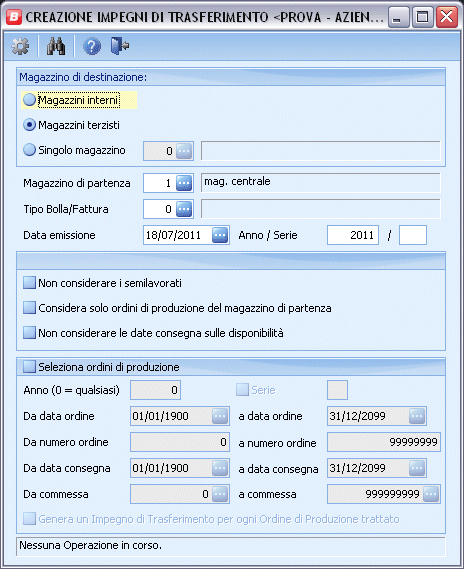 B CREAZIONE IMPEGNI DI TRASFERIMENTO <PROVA - AZIEN...
Magazzino di destinazione:
Magazzini interni
Magazzini terzisti
Singolo magazzino 0 ...
Magazzino di partenza 1 ... mag. centrale
Tipo Bolla/Fattura 0 ...
Data emissione 18/07/2011 ... Anno / Serie 2011 /
Non considerare i semilavorati
Considera solo ordini di produzione del magazzino di partenza
Non considerare le date consegna sulle disponibilità
Seleziona ordini di produzione
Anno (0 = qualsiasi) 0 Serie
Da data ordine 01/01/1900 ... a data ordine 31/12/2099 ...
Da numero ordine 0 a numero ordine 99999999
Da data consegna 01/01/1900 ... a data consegna 31/12/2099 ...
Da commessa 0 ... a commessa 999999999 ...
Genera un Impegno di Trasferimento per ogni Ordine di Produzione trattato
Nessuna Operazione in corso.